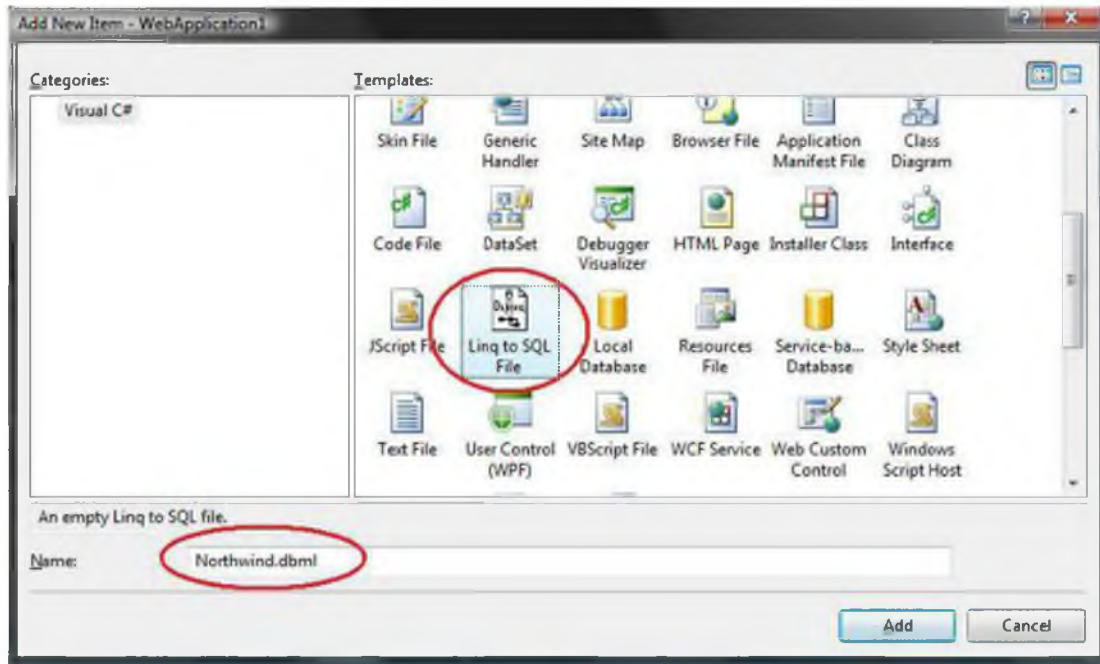 Add New Item - WebApplication1
Categories:
Templates:
Visual C#
Skin File
Generic
Handler
Site Map
Browser File
Application
Manifest File
Class
Diagram
Code File
DataSet
Debugger
Visualizer
HTML Page
Installer Class
Interface
JScript File
Linq to SQL
File
Local
Database
Resources
File
Service-ba...
Database
Style Sheet
Text File
User Control
(WPF)
VBScript File
WCF Service
Web Custom
Control
Windows
Script Host
An empty Linq to SQL file.
Name:
Northwind.dbml
Add
Cancel